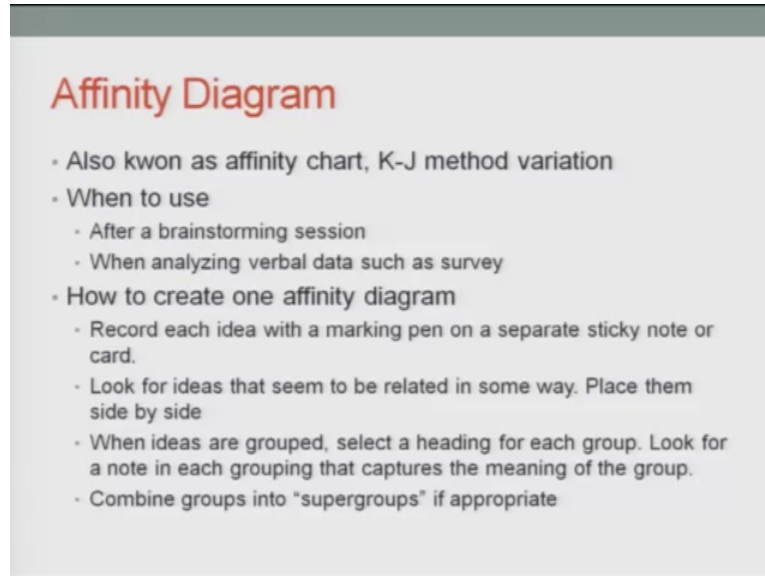 Affinity Diagram
· Also kwon as affinity chart, K-J method variation
· When to use
· After a brainstorming session
· When analyzing verbal data such as survey
· How to create one affinity diagram
· Record each idea with a marking pen on a separate sticky note or
card.
· Look for ideas that seem to be related in some way. Place them
side by side
· When ideas are grouped, select a heading for each group. Look for
a note in each grouping that captures the meaning of the group.
· Combine groups into “supergroups” if appropriate